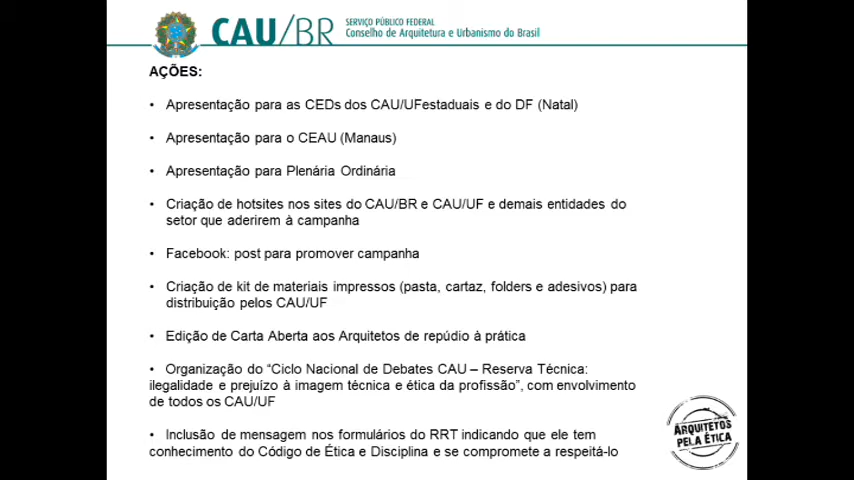 CAU/BR
SERVIÇO PÚBLICO FEDERAL
Conselho de Arquitetura e Urbanismo do Brasil
AÇÕES:
• Apresentação para as CEDs dos CAU/UFestaduais e do DF (Natal)
• Apresentação para o CEAU (Manaus)
• Apresentação para Plenária Ordinária
• Criação de hotsites nos sites do CAU/BR e CAU/UF e demais entidades do
setor que aderirem à campanha
• Facebook: post para promover campanha
• Criação de kit de materiais impressos (pasta, cartaz, folders e adesivos) para
distribuição pelos CAU/UF
• Edição de Carta Aberta aos Arquitetos de repúdio à prática
• Organização do “Ciclo Nacional de Debates CAU – Reserva Técnica:
ilegalidade e prejuízo à imagem técnica e ética da profissão”, com envolvimento
de todos os CAU/UF
• Inclusão de mensagem nos formulários do RRT indicando que ele tem
conhecimento do Código de Ética e Disciplina e se compromete a respeitá-lo
ARQUITETOS
PELA ÉTICA